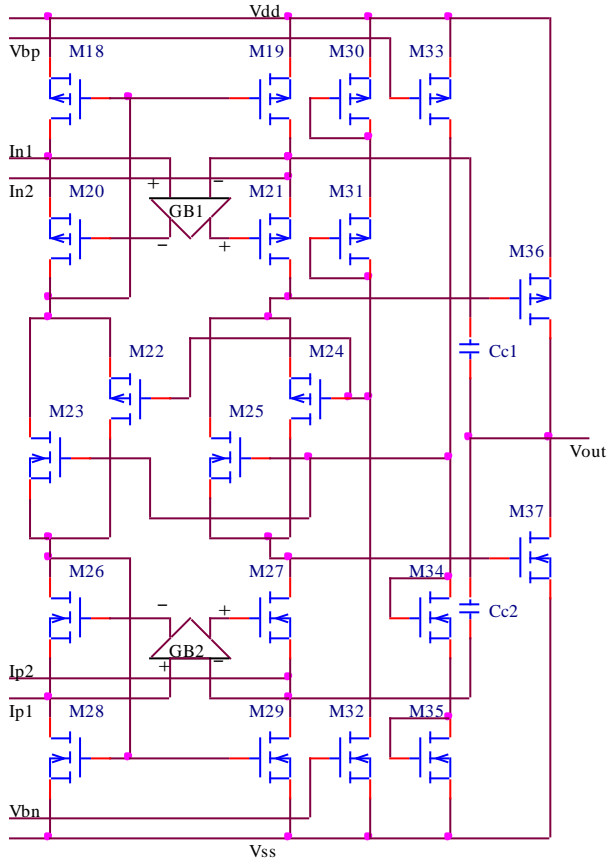 Vdd
Vbp
M18
M19
M30
M33
In1
+
−
In2
M20
GB1
M21
M31
−
+
M36
M22
M24
Cc1
M23
M25
Vout
M37
M26
M27
M34
−
+
Cc2
GB2
Ip2
+
−
Ip1
M28
M29
M32
M35
Vbn
Vss